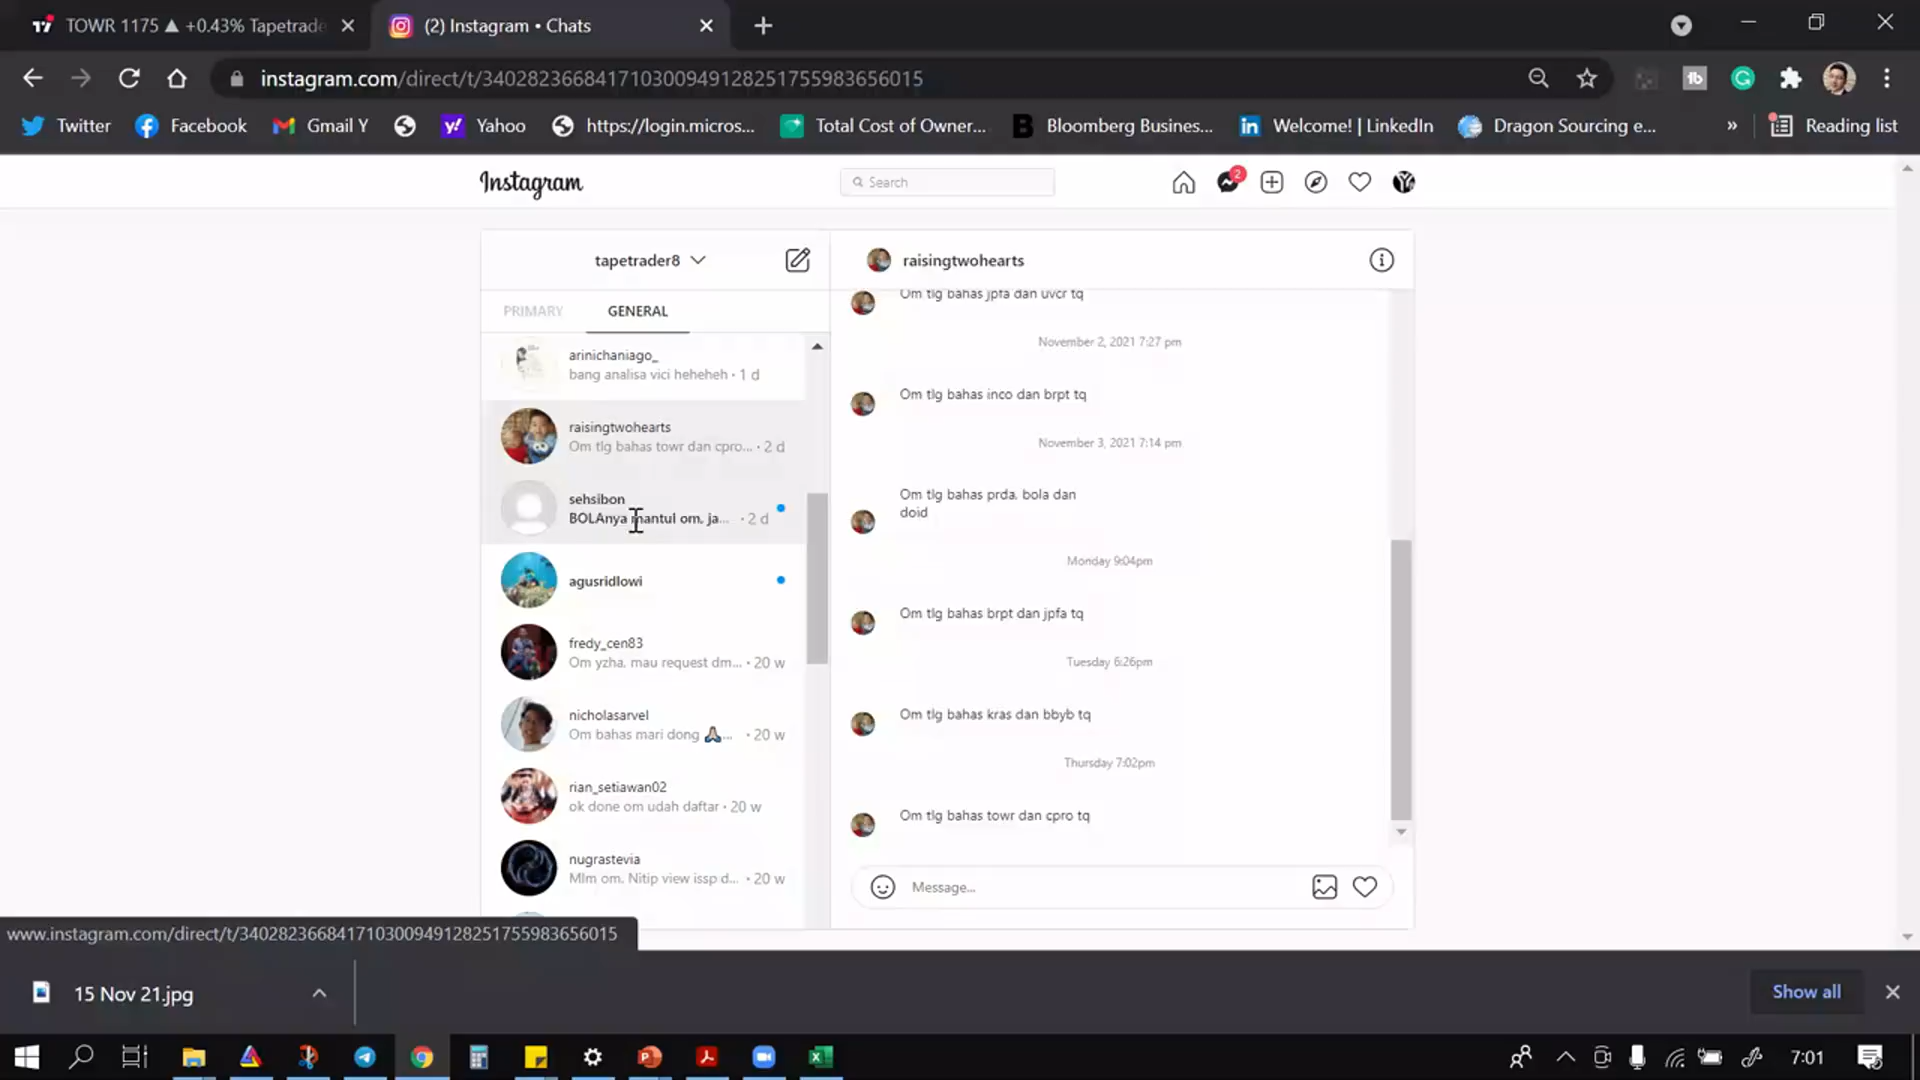 TOWR 1175 ▲ +0.43% Tapetrade
(2) Instagram • Chats
instagram.com/direct/t/340282366841710300949128251755983656015
Twitter
Facebook
Gmail Y
Yahoo
https://login.micros...
Total Cost of Owner...
Bloomberg Busines...
Welcome! | LinkedIn
Dragon Sourcing e...
»
Reading list
Instagram
Search
2
tapetrader8
raisingtwohearts
PRIMARY
GENERAL
arinichaniago_
bang analisa vici heheheh · 1 d
raisingtwohearts
Om tlg bahas towr dan cpro... · 2 d
sehsibon
BOLAnya mantul om, ja... · 2 d
agusridlowi
fredy_cen83
Om yzha, mau request dm... · 20 w
nicholasarvel
Om bahas mari dong 🙏🏻... · 20 w
rian_setiawan02
ok done om udah daftar · 20 w
nugrastevia
Mlm om. Nitip view issp d... · 20 w
Om tlg bahas jpfa dan uvcr tq
November 2, 2021 7:27 pm
Om tlg bahas inco dan brpt tq
November 3, 2021 7:14 pm
Om tlg bahas prda, bola dan
doid
Monday 9:04pm
Om tlg bahas brpt dan jpfa tq
Tuesday 6:26pm
Om tlg bahas kras dan bbyb tq
Thursday 7:02pm
Om tlg bahas towr dan cpro tq
Message...
www.instagram.com/direct/t/340282366841710300949128251755983656015
15 Nov 21.jpg
Show all
7:01